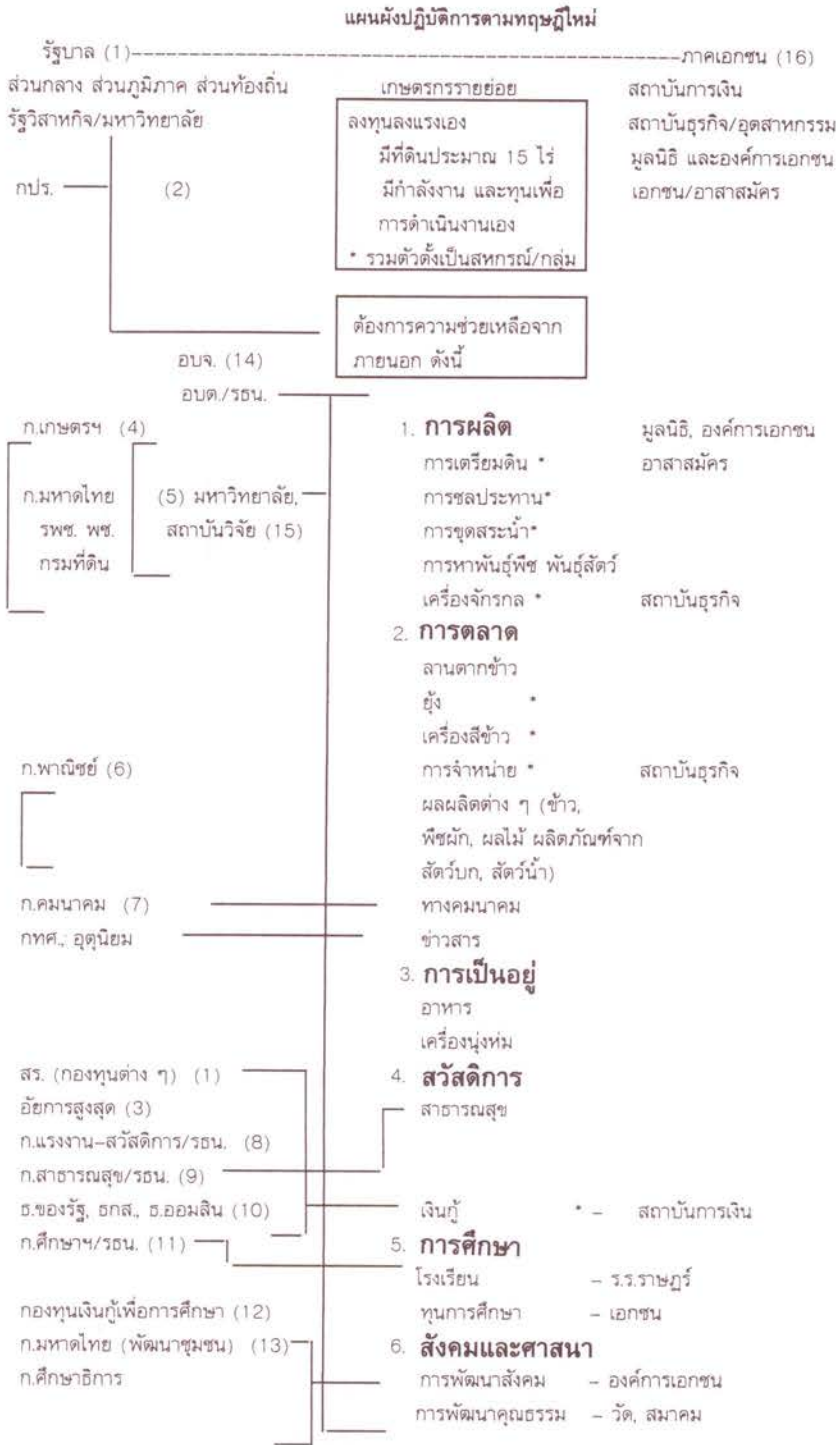 แผนผังปฏิบัติการตามทฤษฎีใหม่
รัฐบาล (1)-----------------------------------------------------------ภาคเอกชน (16)
ส่วนกลาง ส่วนภูมิภาค ส่วนท้องถิ่น เกษตรกรรายย่อย สถาบันการเงิน
รัฐวิสาหกิจ/มหาวิทยาลัย ลงทุนลงแรงเอง สถาบันธุรกิจ/อุตสาหกรรม
มีที่ดินประมาณ 15 ไร่ มูลนิธิ และองค์การเอกชน
กปร. (2) มีกำลังงาน และทุนเพื่อ เอกชน/อาสาสมัคร
การดำเนินงานเอง
* รวมตัวตั้งเป็นสหกรณ์/กลุ่ม
ต้องการความช่วยเหลือจาก
อบจ. (14) ภายนอก ดังนี้
อบต./รธน.
ก.เกษตรฯ (4) 1. การผลิต มูลนิธิ, องค์การเอกชน
การเตรียมดิน * อาสาสมัคร
ก.มหาดไทย (5) มหาวิทยาลัย, การชลประทาน*
รพช. พช. สถาบันวิจัย (15) การขุดสระน้ำ*
กรมที่ดิน การหาพันธุ์พืช พันธุ์สัตว์
เครื่องจักรกล * สถาบันธุรกิจ
2. การตลาด
ลานตากข้าว
ยุ้ง *
เครื่องสีข้าว *
ก.พาณิชย์ (6) การจำหน่าย * สถาบันธุรกิจ
ผลผลิตต่าง ๆ (ข้าว,
พืชผัก, ผลไม้ ผลิตภัณฑ์จาก
สัตว์บก, สัตว์น้ำ)
ก.คมนาคม (7) ทางคมนาคม
กทศ., อุตุนิยม ข่าวสาร
3. การเป็นอยู่
อาหาร
เครื่องนุ่งห่ม
สร. (กองทุนต่าง ๆ) (1) 4. สวัสดิการ
อัยการสูงสุด (3) สาธารณสุข
ก.แรงงาน-สวัสดิการ/รธน. (8)
ก.สาธารณสุข/รธน. (9)
ธ.ของรัฐ, ธกส., ธ.ออมสิน (10) เงินกู้ * – สถาบันการเงิน
ก.ศึกษาฯ/รธน. (11) 5. การศึกษา
โรงเรียน – ร.ร.ราษฎร์
กองทุนเงินกู้เพื่อการศึกษา (12) ทุนการศึกษา – เอกชน
ก.มหาดไทย (พัฒนาชุมชน) (13) 6. สังคมและศาสนา
ก.ศึกษาธิการ การพัฒนาสังคม – องค์การเอกชน
การพัฒนาคุณธรรม – วัด, สมาคม